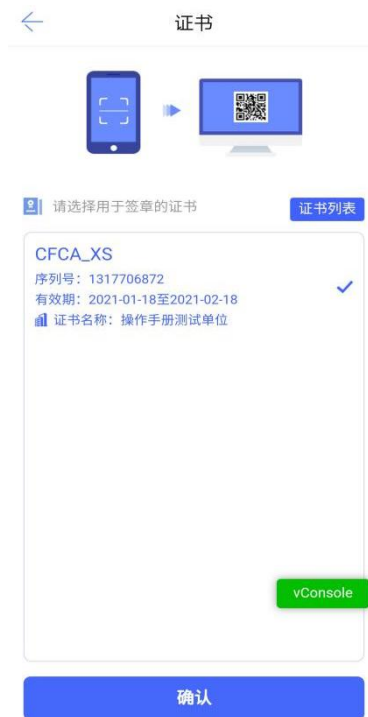 证书
请选择用于签章的证书
证书列表
CFCA_XS
序列号：1317706872
有效期：2021-01-18至2021-02-18
证书名称：操作手册测试单位
vConsole
确认